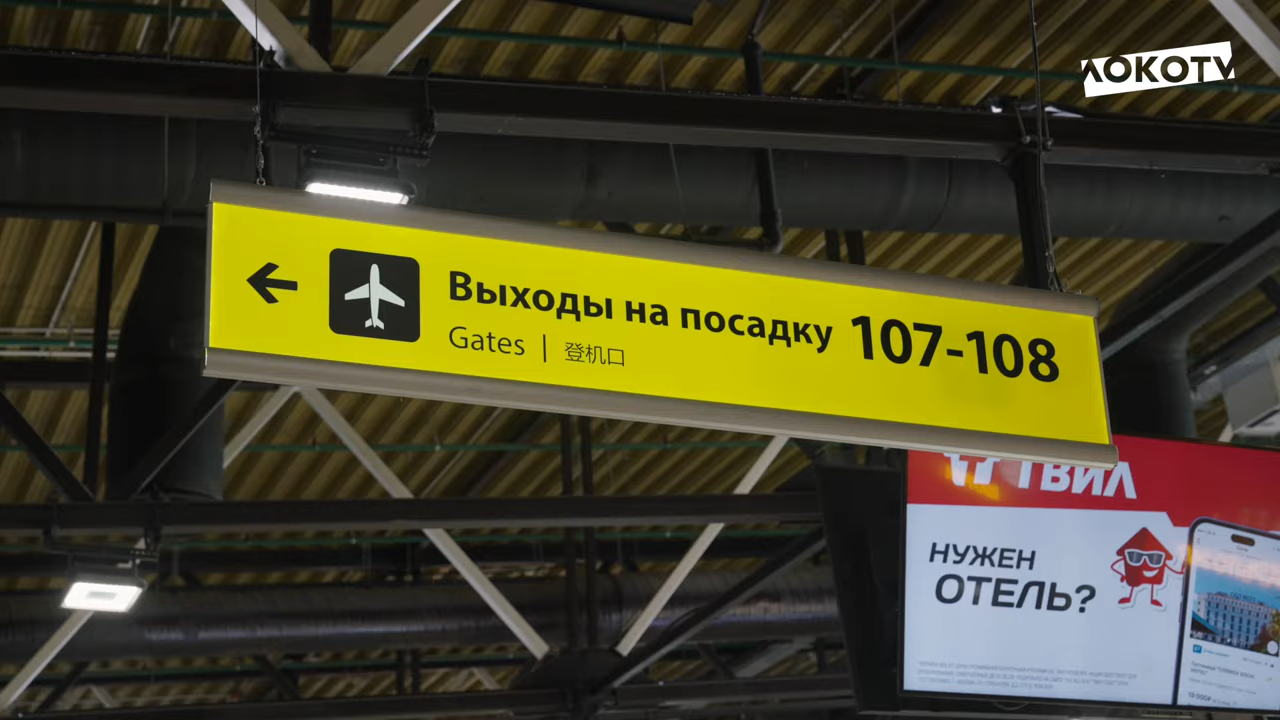 ЛОКОTV
Выходы на посадку 107-108
Gates | 登机口
ТВИЛ
НУЖЕН
ОТЕЛЬ?